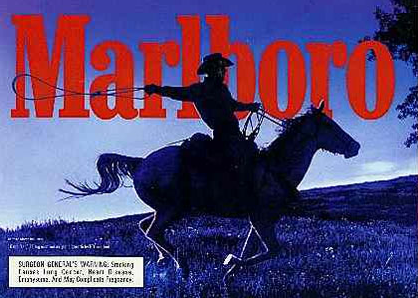 Marlboro
SURGEON GENERAL'S WARNING: Smoking
Causes Lung Cancer, Heart Disease,
Emphysema, And May Complicate Pregnancy.